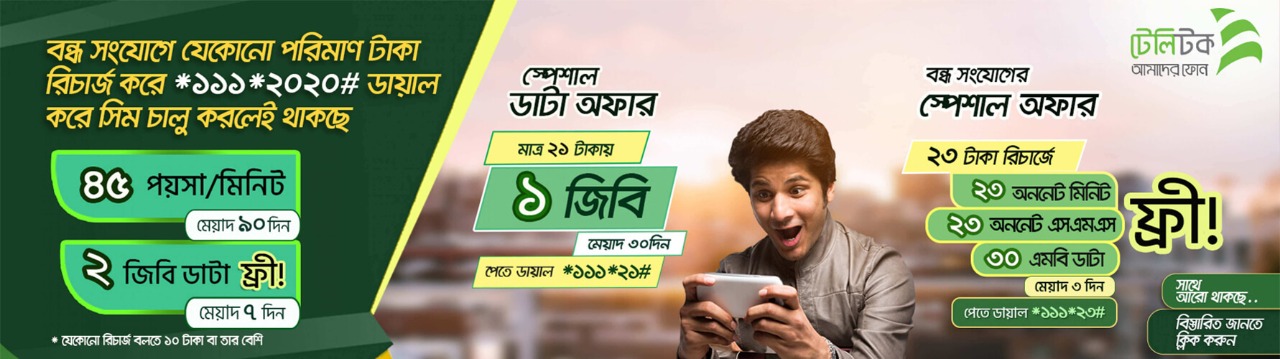 বন্ধ সংযোগে যেকোনো পরিমাণ টাকা
রিচার্জ করে *১১১*২০২০# ডায়াল
করে সিম চালু করলেই থাকছে
৪৫ পয়সা/মিনিট
মেয়াদ ৯০ দিন
২ জিবি ডাটা ফ্রী!
মেয়াদ ৭ দিন
* যেকোনো রিচার্জ বলতে ১০ টাকা বা তার বেশি
স্পেশাল
ডাটা অফার
মাত্র ২১ টাকায়
১ জিবি
মেয়াদ ৩০দিন
পেতে ডায়াল *১১১*২১#
বন্ধ সংযোগের
স্পেশাল অফার
২৩ টাকা রিচার্জে
২৩ অননেট মিনিট
২৩ অননেট এসএমএস
৩০ এমবি ডাটা
ফ্রী!
মেয়াদ ৩ দিন
পেতে ডায়াল *১১১*২৩#
টেলিটক
আমাদের ফোন
সাথে
আরো থাকছে..
বিস্তারিত জানতে
ক্লিক করুন